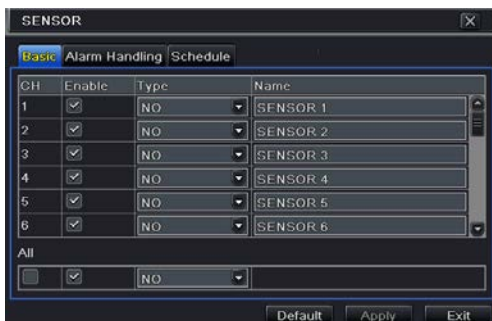 SENSOR
Basic Alarm Handling Schedule
CH Enable Type Name
1 NO SENSOR 1
2 NO SENSOR 2
3 NO SENSOR 3
4 NO SENSOR 4
5 NO SENSOR 5
6 NO SENSOR 6
All
NO
Default Apply Exit